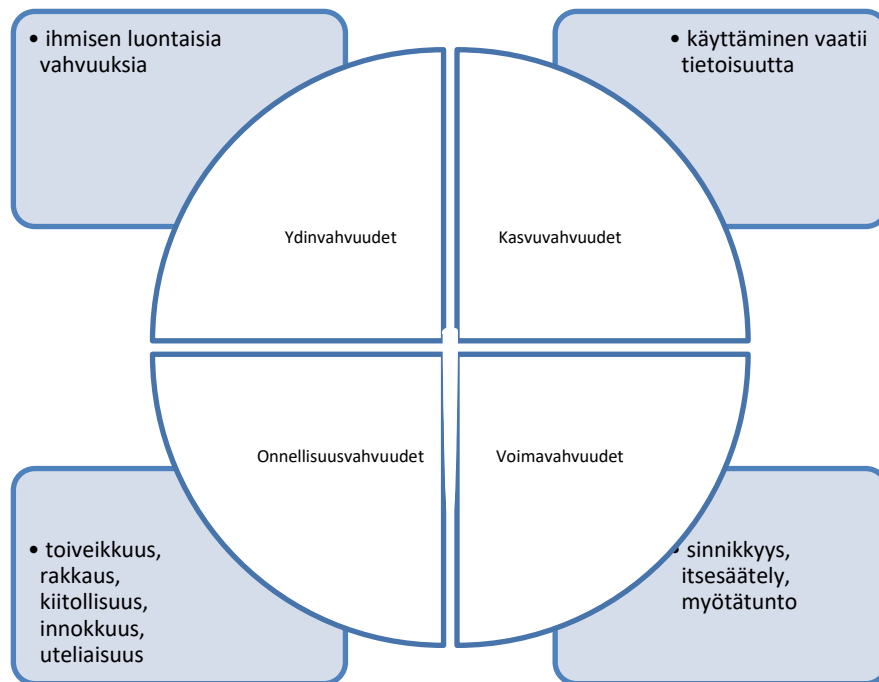 • ihmisen luontaisia
vahvuuksia
• käyttäminen vaatii
tietoisuutta
Ydinvahvuudet
Kasvuvahvuudet
Onnellisuusvahvuudet
Voimavahvuudet
• toiveikkuus,
rakkaus,
kiitollisuus,
innokkuus,
uteliaisuus
• sinnikkyys,
itsesäätely,
myötätunto